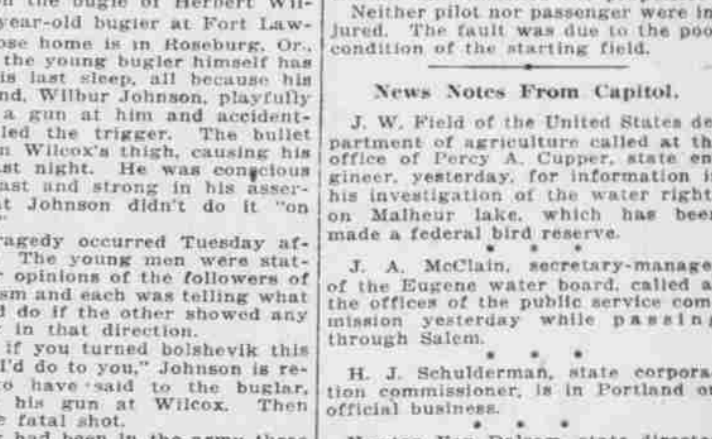 the bugle of Herbert Wil-
year-old bugler at Fort Law-
ose home is in Roseburg, Or.,
the young bugler himself has
is last sleep, all because his
nd, Wilbur Johnson, playfully
a gun at him and accident-
led the trigger. The bullet
n Wilcox's thigh, causing his
st night. He was conscious
ast and strong in his asser-
t Johnson didn't do it "on
"
ragedy occurred Tuesday af-
The young men were stat-
r opinions of the followers of
ism and each was telling what
d do if the other showed any
y in that direction.
if you turned bolshevik this
I'd do to you," Johnson is re-
o have said to the buglar,
his gun at Wilcox. Then
e fatal shot.
had been in the army three
Neither pilot nor passenger were in
jured. The fault was due to the poo
condition of the starting field.
News Notes From Capitol.
J. W. Field of the United States de
partment of agriculture called at th
office of Percy A. Cupper, state en
gineer, yesterday, for information i
his investigation of the water right
on Malheur lake, which has been
made a federal bird reserve.
* * *
J. A. McClain, secretary-manage
of the Eugene water board, called a
the offices of the public service com
mission yesterday while passing
through Salem.
* * *
H. J. Schulderman, state corpora
tion commissioner, is in Portland o
official business.
* * *
state